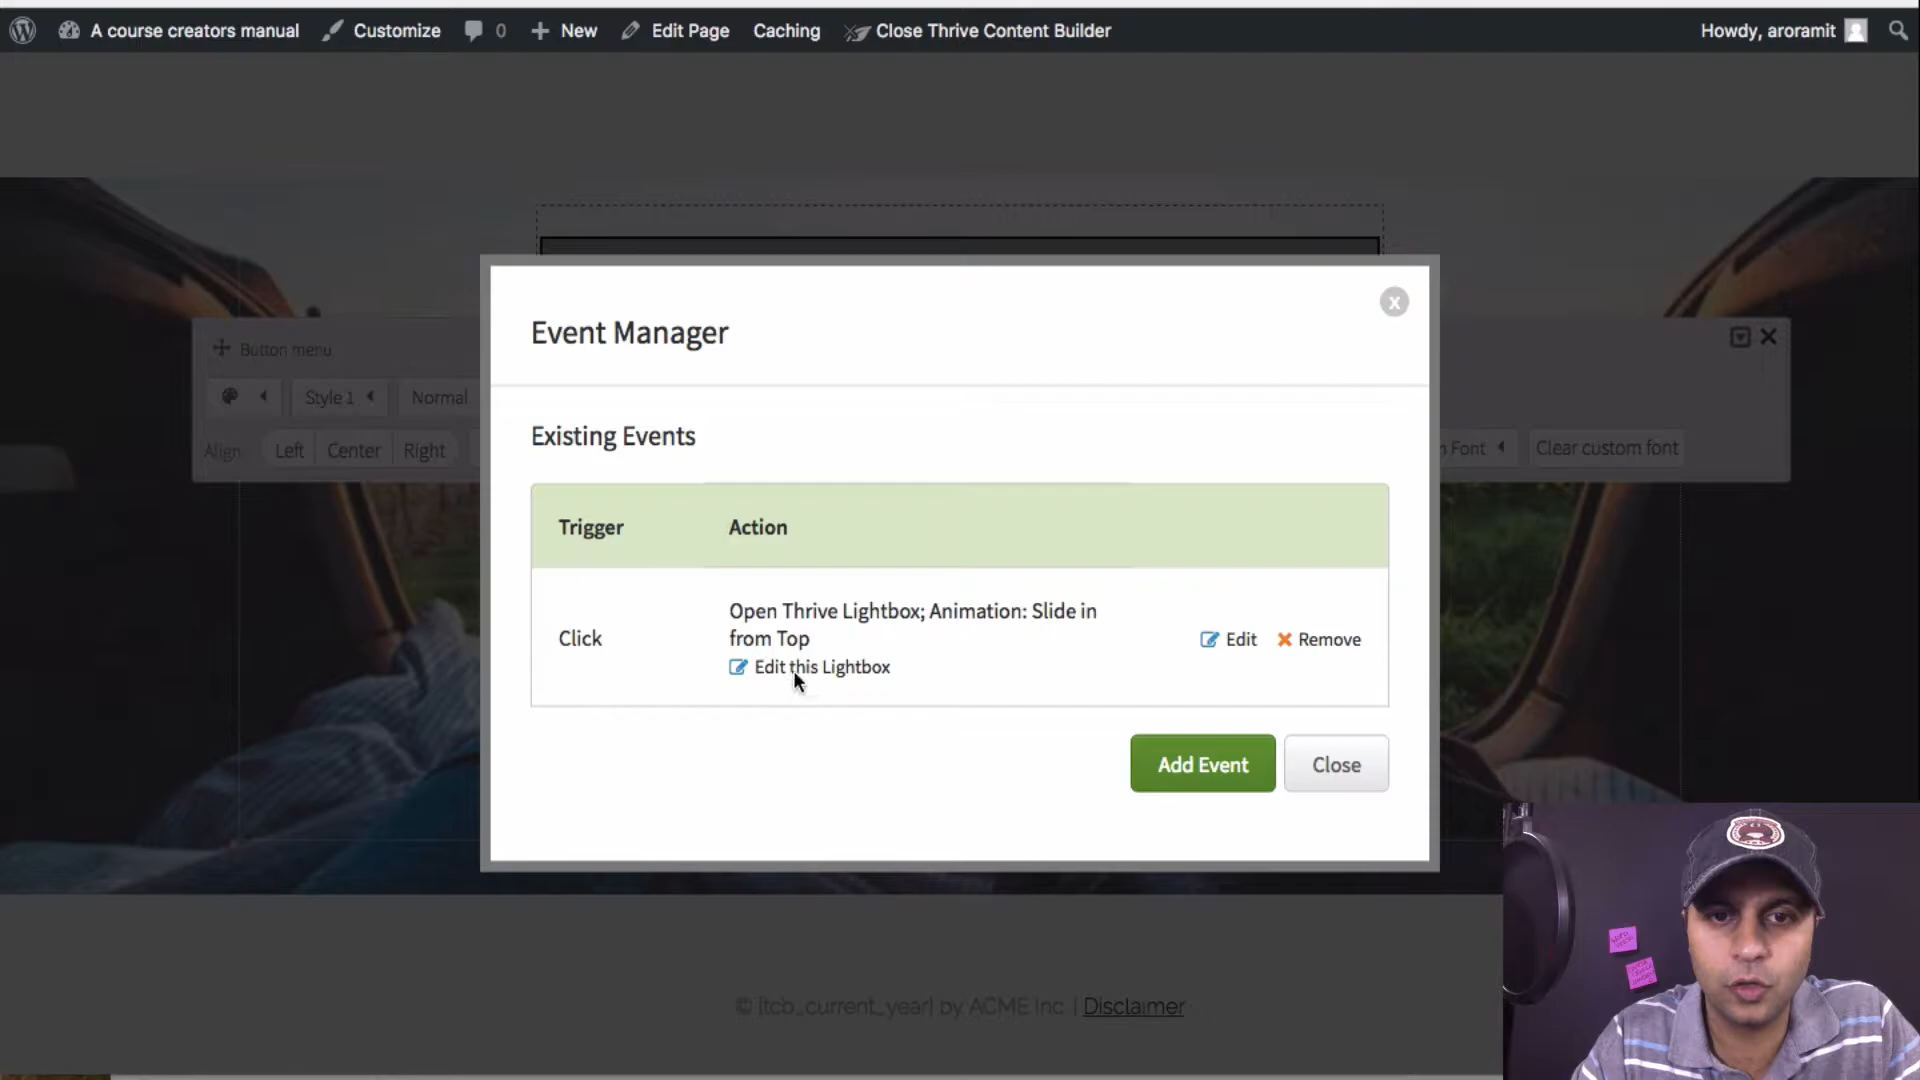 A course creators manual Customize 0 New Edit Page Caching Close Thrive Content Builder Howdy, aroramit
Event Manager
x
Button menu
Style 1 Normal
Align Left Center Right
Font Clear custom font
Existing Events
Trigger Action
Click
Open Thrive Lightbox; Animation: Slide in
from Top
Edit this Lightbox
Edit Remove
Add Event Close
© [tcb_current_year] by ACME Inc. | Disclaimer